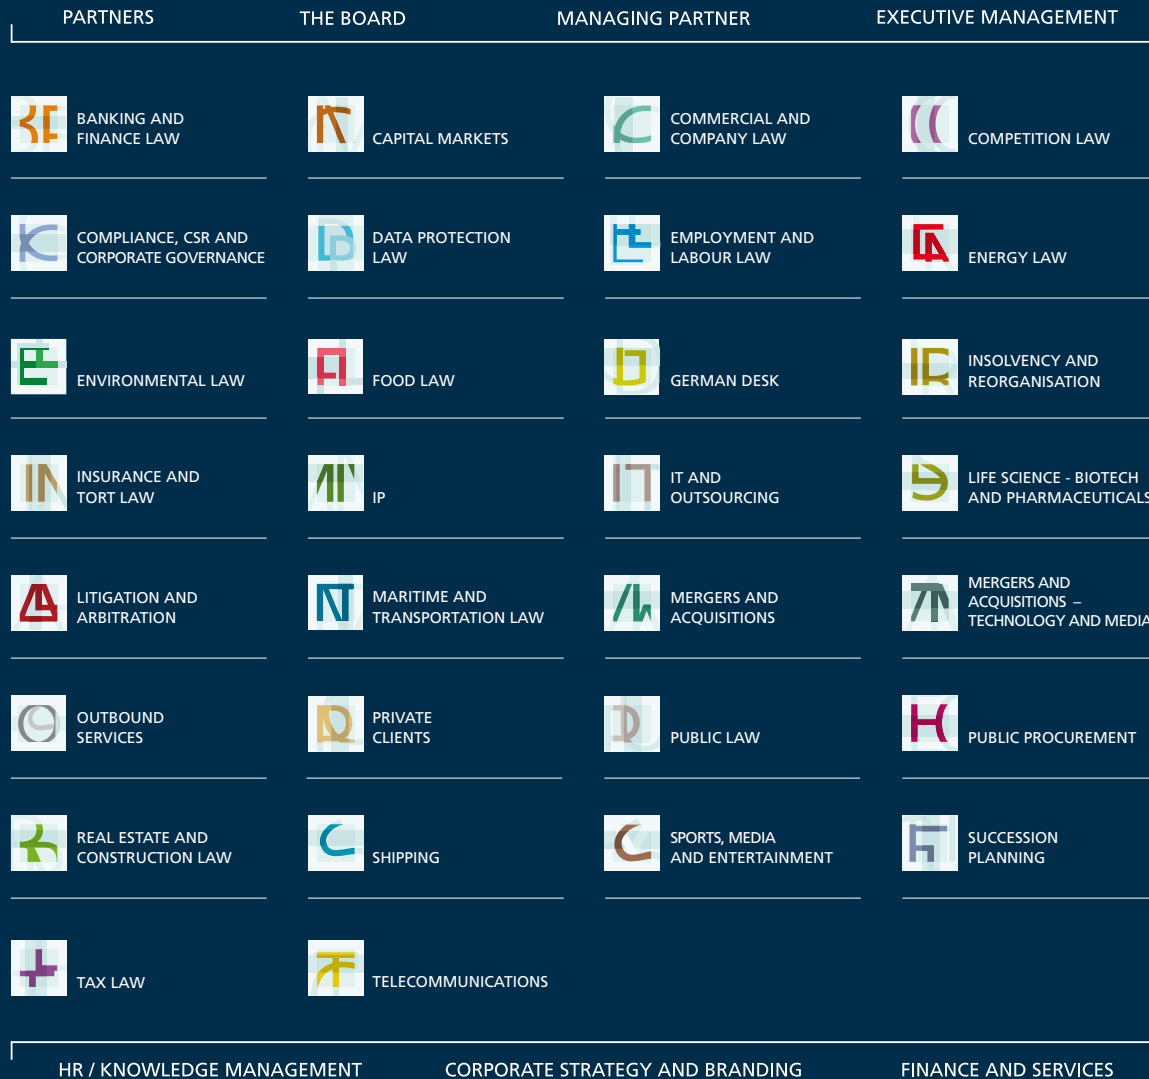 PARTNERS THE BOARD MANAGING PARTNER EXECUTIVE MANAGEMENT
BANKING AND
FINANCE LAW
CAPITAL MARKETS
COMMERCIAL AND
COMPANY LAW
COMPETITION LAW
COMPLIANCE, CSR AND
CORPORATE GOVERNANCE
DATA PROTECTION
LAW
EMPLOYMENT AND
LABOUR LAW
ENERGY LAW
ENVIRONMENTAL LAW
FOOD LAW
GERMAN DESK
INSOLVENCY AND
REORGANISATION
INSURANCE AND
TORT LAW
IP
IT AND
OUTSOURCING
LIFE SCIENCE - BIOTECH
AND PHARMACEUTICALS
LITIGATION AND
ARBITRATION
MARITIME AND
TRANSPORTATION LAW
MERGERS AND
ACQUISITIONS
MERGERS AND
ACQUISITIONS –
TECHNOLOGY AND MEDIA
OUTBOUND
SERVICES
PRIVATE
CLIENTS
PUBLIC LAW
PUBLIC PROCUREMENT
REAL ESTATE AND
CONSTRUCTION LAW
SHIPPING
SPORTS, MEDIA
AND ENTERTAINMENT
SUCCESSION
PLANNING
TAX LAW
TELECOMMUNICATIONS
HR / KNOWLEDGE MANAGEMENT CORPORATE STRATEGY AND BRANDING FINANCE AND SERVICES